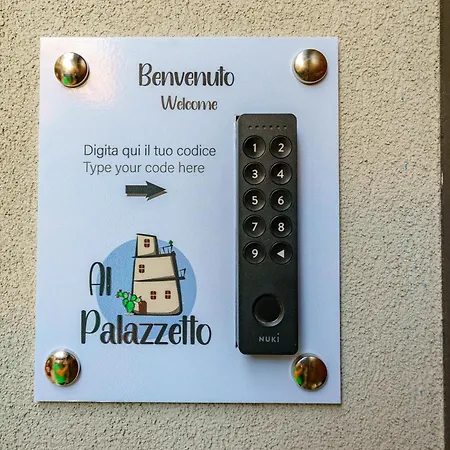 Benvenuto
Welcome
Digita qui il tuo codice
Type your code here
1 2
3 4
5 6
7 8
9 ◀
Al
Palazzetto
NUKI